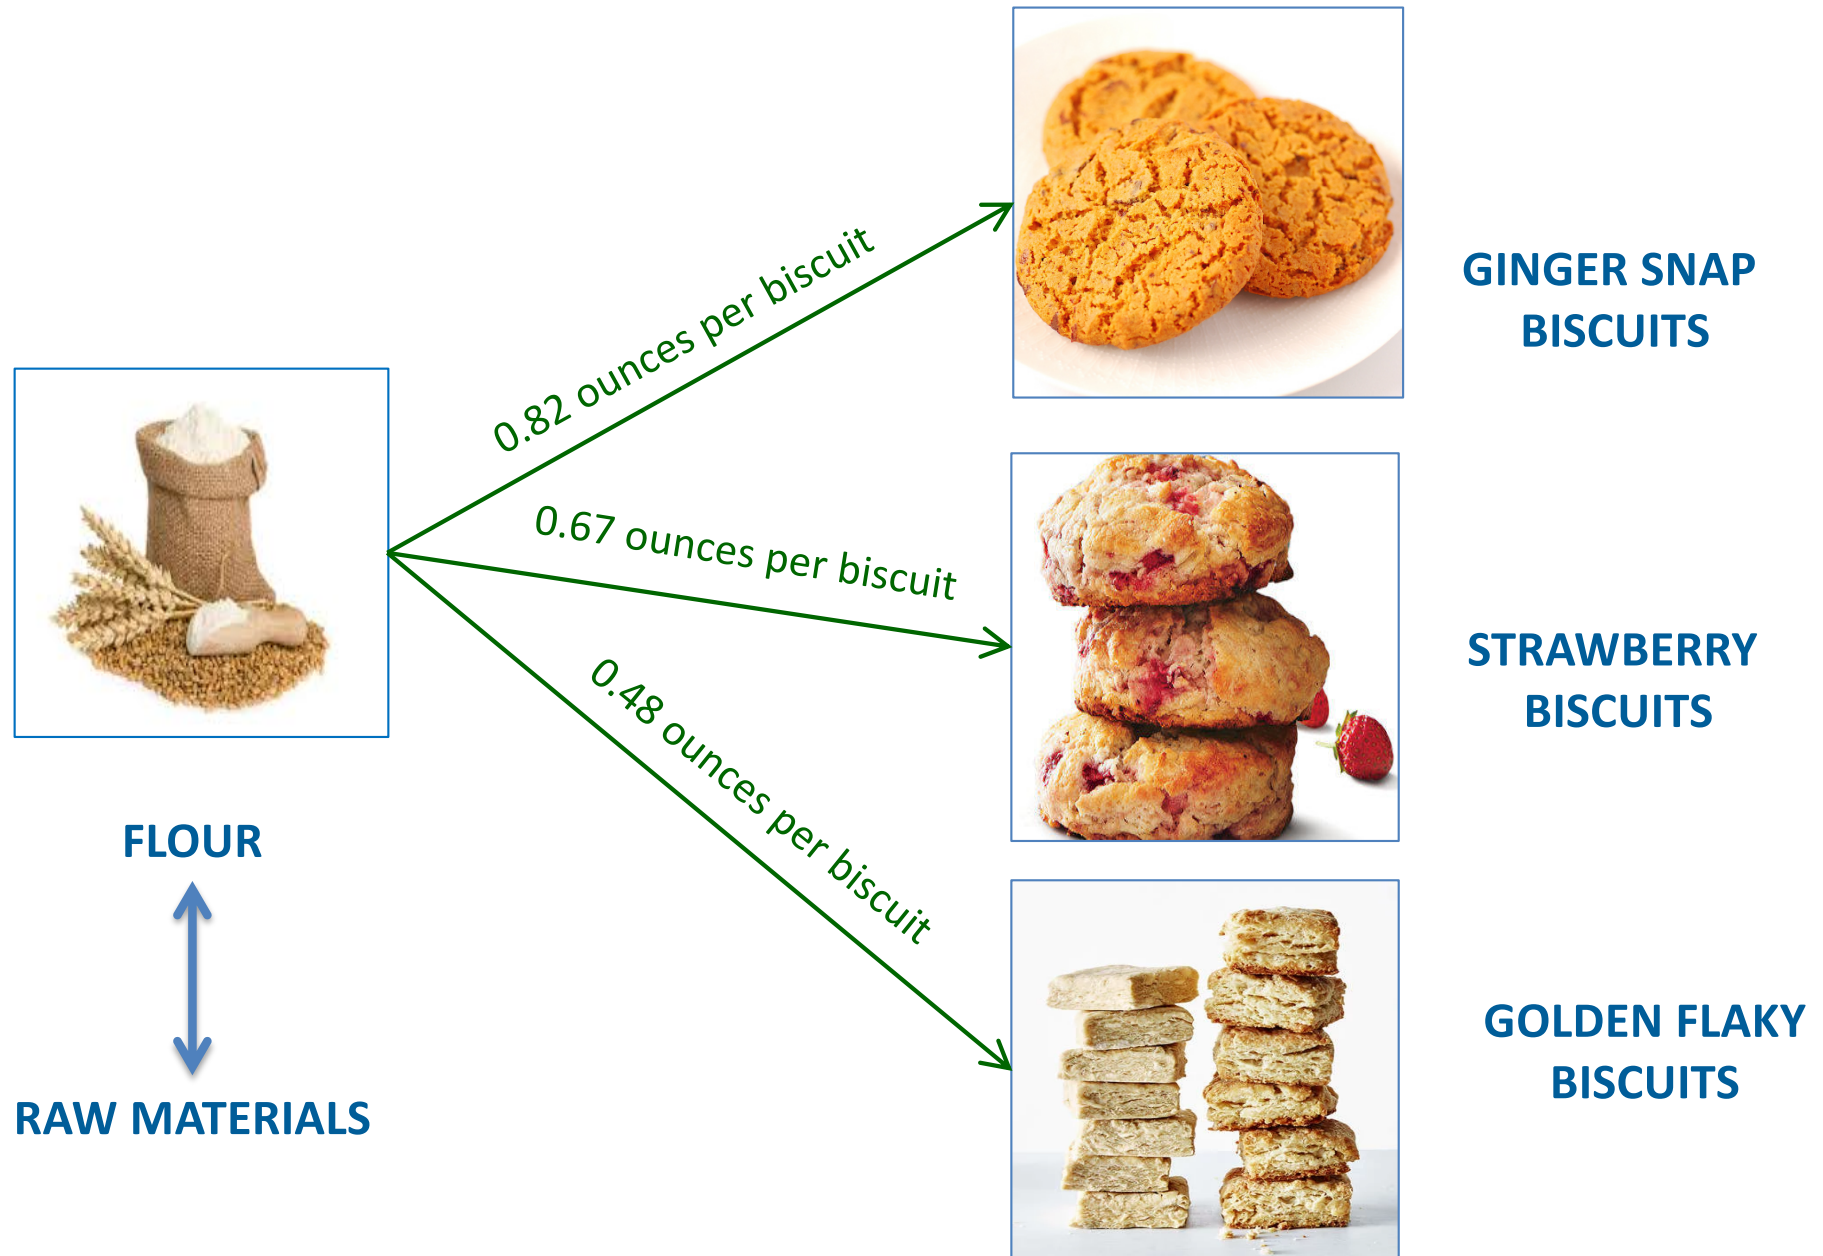 0.82 ounces per biscuit
GINGER SNAP
BISCUITS
0.67 ounces per biscuit
STRAWBERRY
BISCUITS
0.48 ounces per biscuit
FLOUR
GOLDEN FLAKY
BISCUITS
RAW MATERIALS